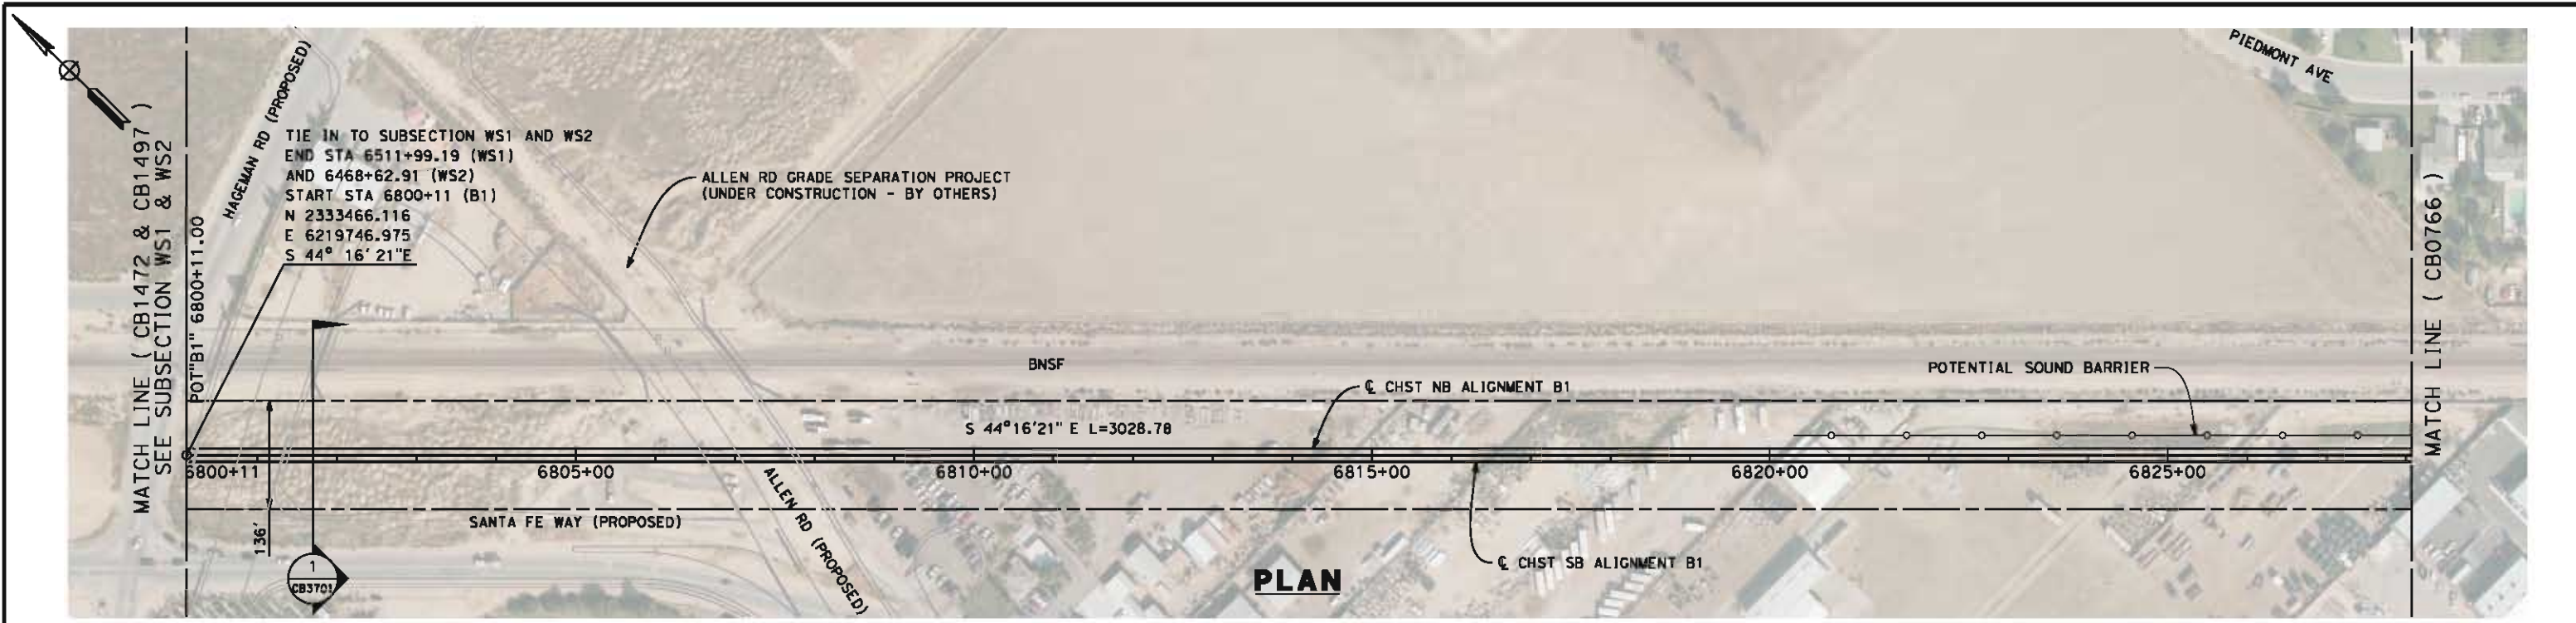 MATCH LINE ( CB1472 & CB1497 )
SEE SUBSECTION WS1 & WS2
POT"B1" 6800+11.00
HAGEMAN RD (PROPOSED)
TIE IN TO SUBSECTION WS1 AND WS2
END STA 6511+99.19 (WS1)
AND 6468+62.91 (WS2)
START STA 6800+11 (B1)
N 2333466.116
E 6219746.975
S 44° 16' 21"E
ALLEN RD GRADE SEPARATION PROJECT
(UNDER CONSTRUCTION - BY OTHERS)
PIEDMONT AVE
MATCH LINE ( CB0766 )
BNSF
POTENTIAL SOUND BARRIER
℄ CHST NB ALIGNMENT B1
S 44°16'21" E L=3028.78
6800+11
6805+00
6810+00
6815+00
6820+00
6825+00
136'
SANTA FE WAY (PROPOSED)
ALLEN RD (PROPOSED)
℄ CHST SB ALIGNMENT B1
1
CB3701
PLAN